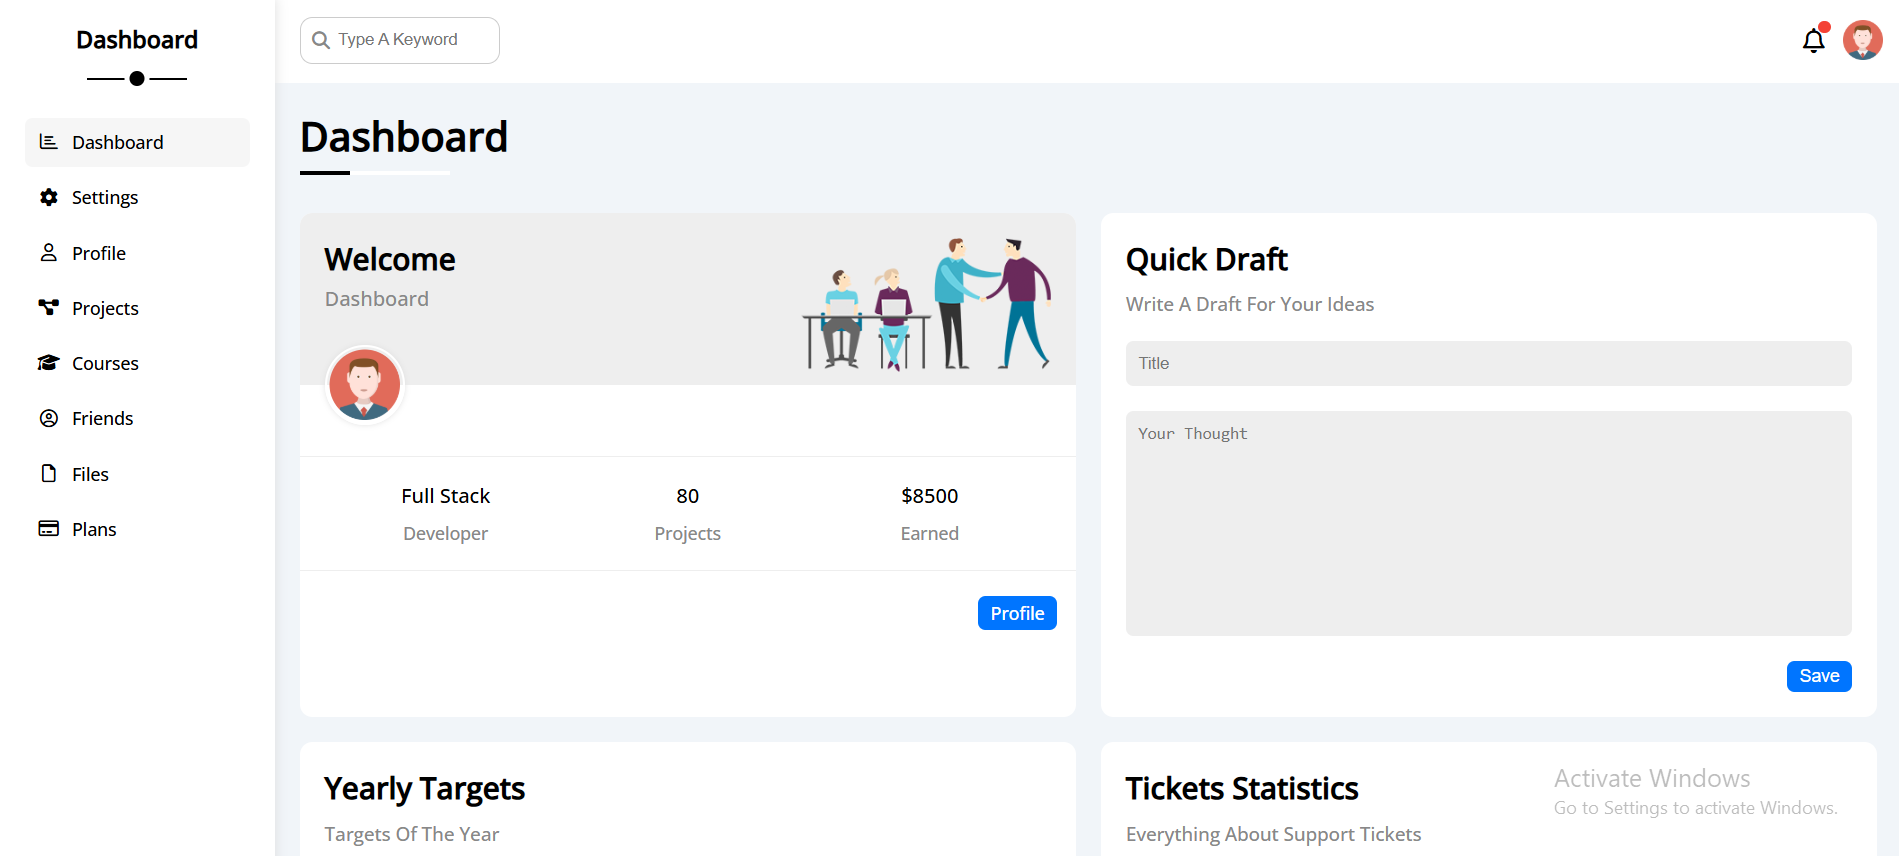 Dashboard
Dashboard
Settings
Profile
Projects
Courses
Friends
Files
Plans
Type A Keyword
Dashboard
Welcome
Dashboard
Full Stack
Developer
80
Projects
$8500
Earned
Profile
Quick Draft
Write A Draft For Your Ideas
Title
Your Thought
Save
Yearly Targets
Targets Of The Year
Tickets Statistics
Everything About Support Tickets
Activate Windows
Go to Settings to activate Windows.